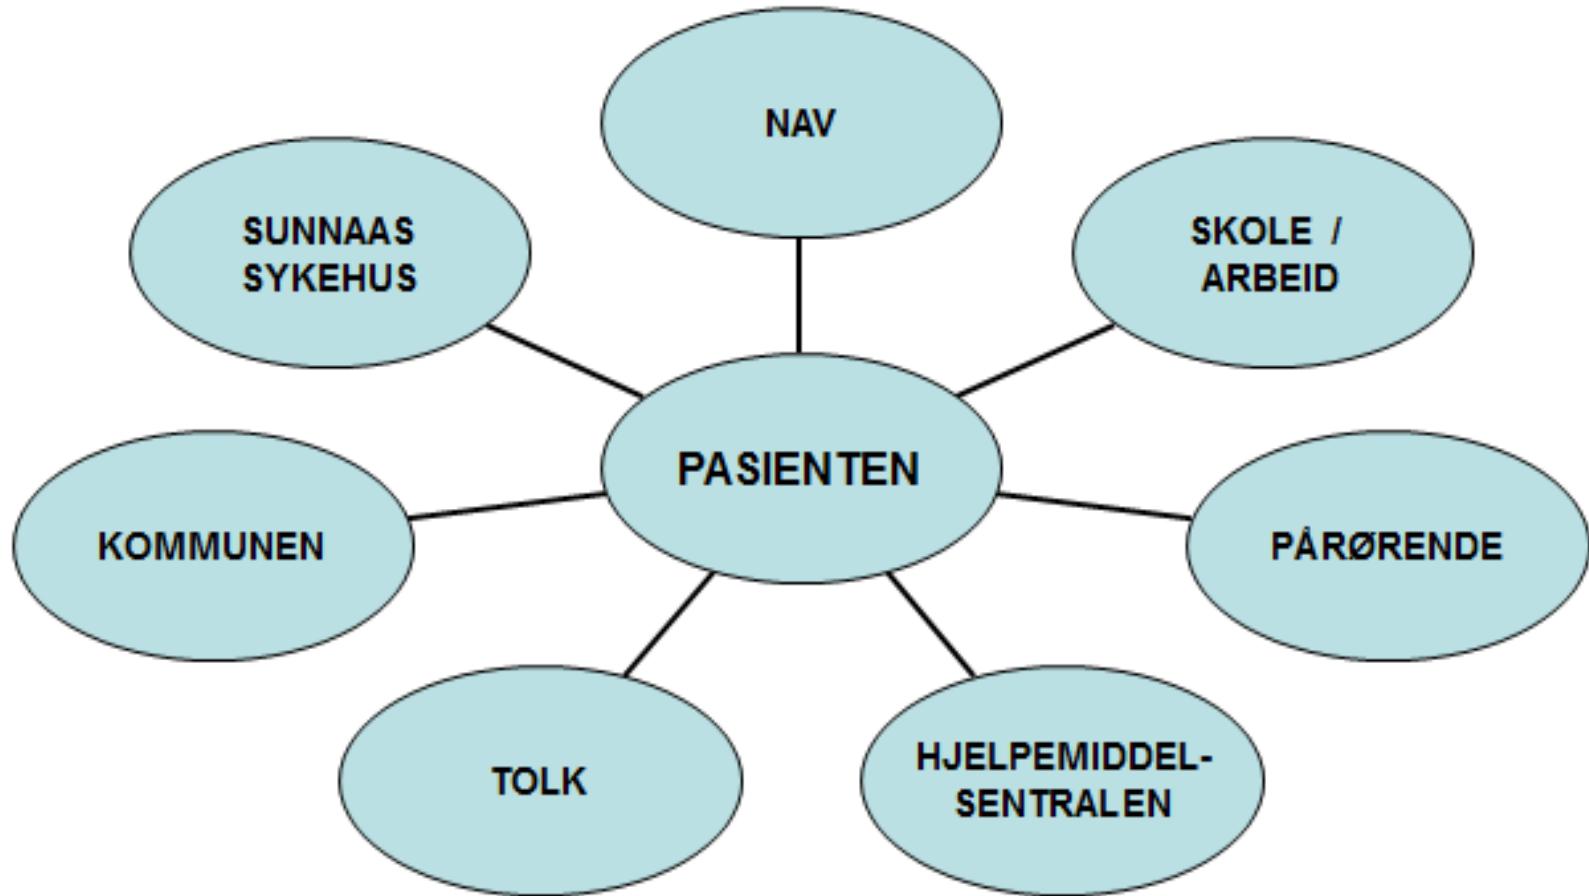 NAV
SUNNAAS
SYKEHUS
SKOLE /
ARBEID
PASIENTEN
KOMMUNEN
PÅRØRENDE
TOLK
HJELPEMIDDEL-
SENTRALEN